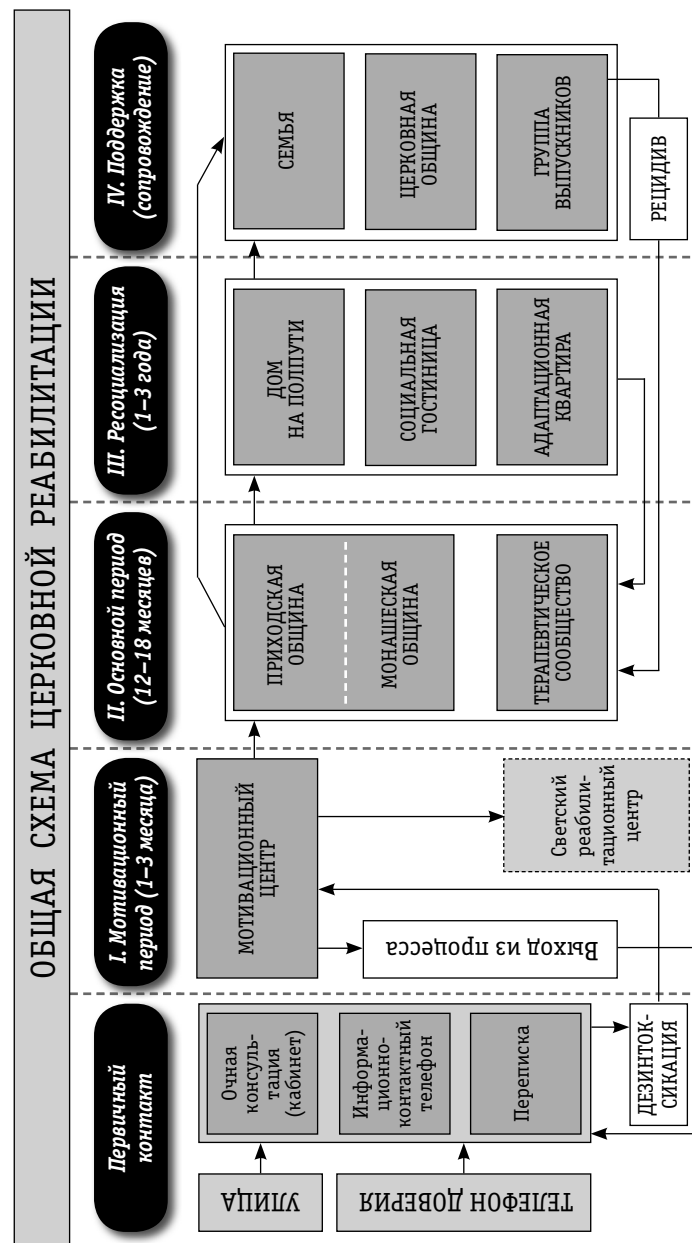 ОБЩАЯ СХЕМА ЦЕРКОВНОЙ РЕАБИЛИТАЦИИ
Первичный
контакт
I. Мотивационный
период (1–3 месяца)
II. Основной период
(12–18 месяцев)
III. Ресоциализация
(1–3 года)
IV. Поддержка
(сопровождение)
УЛИЦА
ТЕЛЕФОН ДОВЕРИЯ
Очная
консуль-
тация
(кабинет)
Информа-
ционно-
контактный
телефон
Переписка
ДЕЗИНТОК-
СИКАЦИЯ
МОТИВАЦИОННЫЙ
ЦЕНТР
Выход из процесса
Светский
реабили-
тационный
центр
ПРИХОДСКАЯ
ОБЩИНА
МОНАШЕСКАЯ
ОБЩИНА
ТЕРАПЕВТИЧЕСКОЕ
СООБЩЕСТВО
ДОМ
НА ПОЛПУТИ
СОЦИАЛЬНАЯ
ГОСТИНИЦА
АДАПТАЦИОННАЯ
КВАРТИРА
СЕМЬЯ
ЦЕРКОВНАЯ
ОБЩИНА
ГРУППА
ВЫПУСКНИКОВ
РЕЦИДИВ